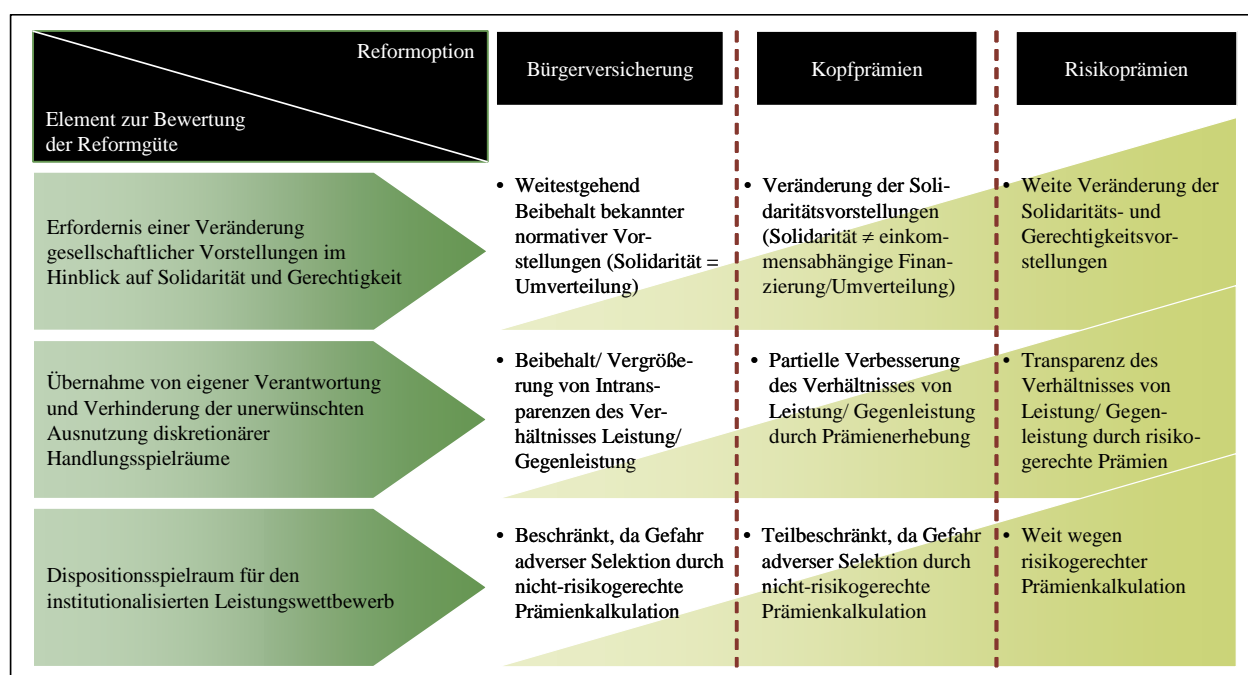 Reformoption
Element zur Bewertung
der Reformgüte
Bürgerversicherung
Kopfprämien
Risikoprämien
Erfordernis einer Veränderung
gesellschaftlicher Vorstellungen im
Hinblick auf Solidarität und Gerechtigkeit
• Weitestgehend
Beibehalt bekannter
normativer Vor-
stellungen (Solidarität =
Umverteilung)
• Veränderung der Soli-
daritätsvorstellungen
(Solidarität ≠ einkom-
mensabhängige Finan-
zierung/Umverteilung)
• Weite Veränderung der
Solidaritäts- und
Gerechtigkeitsvor-
stellungen
Übernahme von eigener Verantwortung
und Verhinderung der unerwünschten
Ausnutzung diskretionärer
Handlungsspielräume
• Beibehalt/ Vergröße-
rung von Intrans-
parenzen des Ver-
hältnisses Leistung/
Gegenleistung
• Partielle Verbesserung
des Verhältnisses von
Leistung/ Gegenleistung
durch Prämienerhebung
• Transparenz des
Verhältnisses von
Leistung/ Gegen-
leistung durch risiko-
gerechte Prämien
Dispositionsspielraum für den
institutionalisierten Leistungswettbewerb
• Beschränkt, da Gefahr
adverser Selektion durch
nicht-risikogerechte
Prämienkalkulation
• Teilbeschränkt, da Gefahr
adverser Selektion durch
nicht-risikogerechte
Prämienkalkulation
• Weit wegen
risikogerechter
Prämienkalkulation